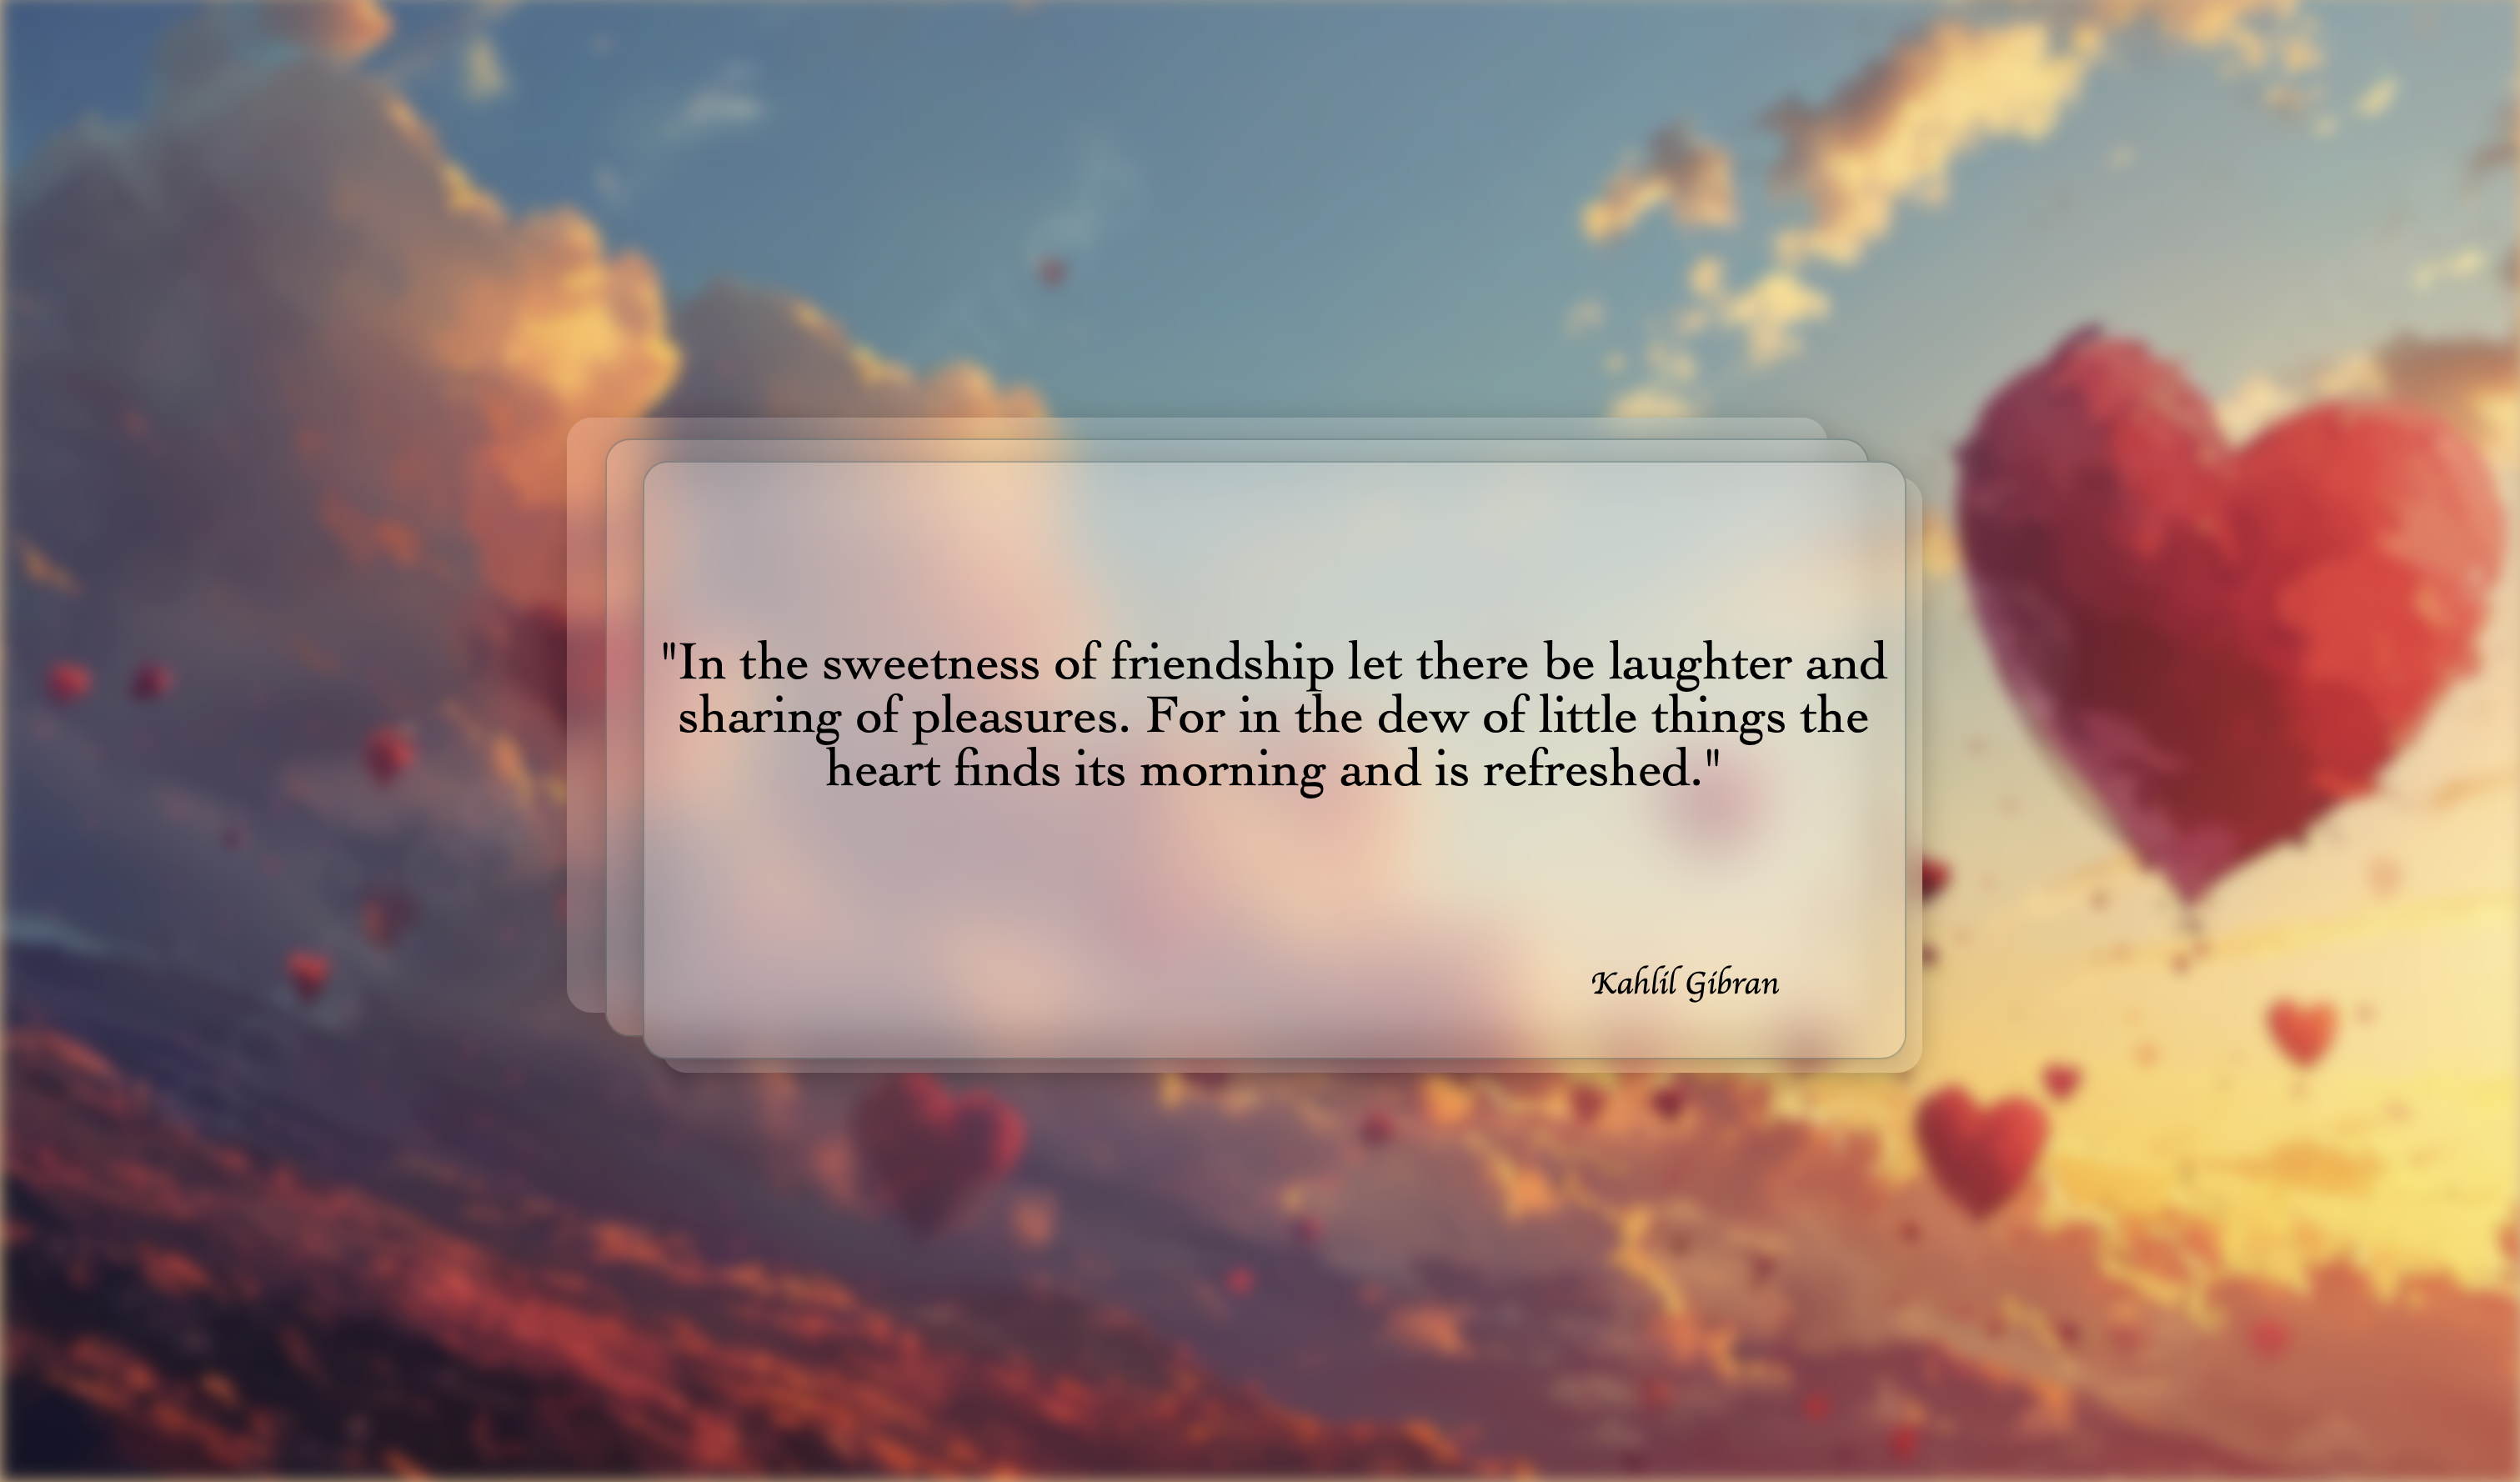 "In the sweetness of friendship let there be laughter and
sharing of pleasures. For in the dew of little things the
heart finds its morning and is refreshed."
Kahlil Gibran